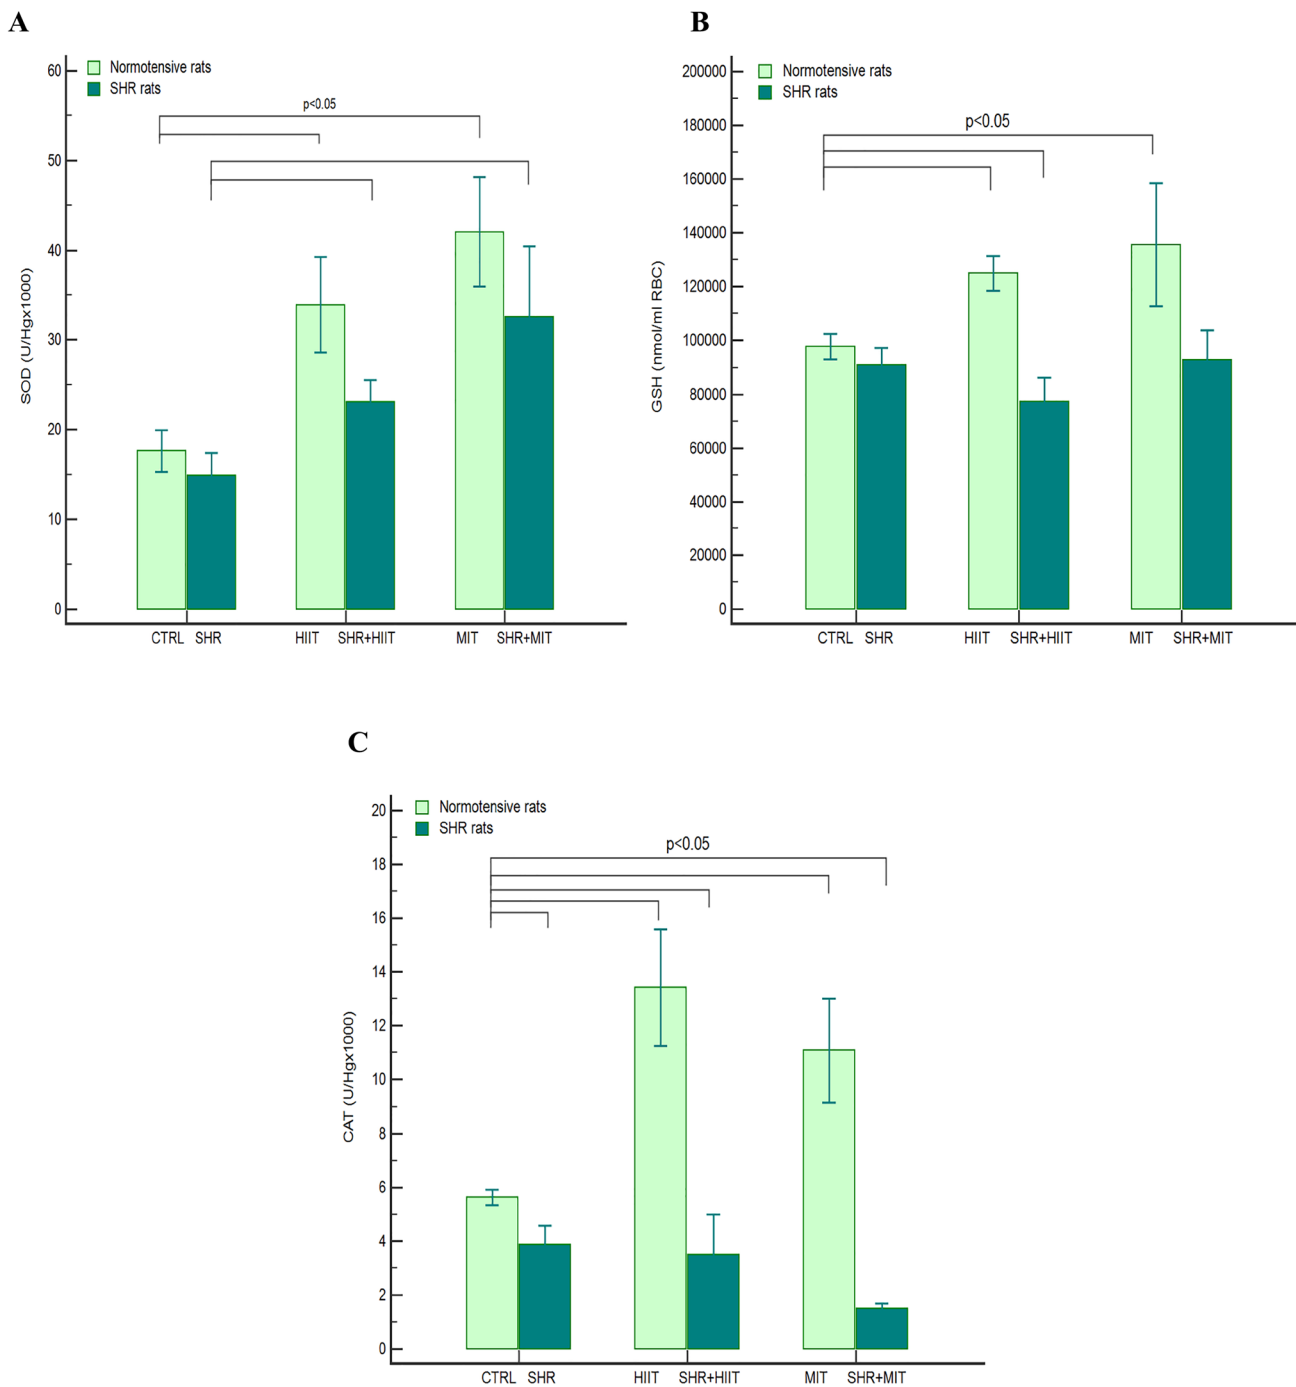 A
Normotensive rats
SHR rats
p<0.05
SOD (U/Hgx1000)
60
50
40
30
20
10
0
CTRL SHR HIIT SHR+HIIT MIT SHR+MIT
B
Normotensive rats
SHR rats
p<0.05
GSH (nmol/ml RBC)
200000
180000
160000
140000
120000
100000
80000
60000
40000
20000
0
CTRL SHR HIIT SHR+HIIT MIT SHR+MIT
C
Normotensive rats
SHR rats
p<0.05
CAT (U/Hgx1000)
20
18
16
14
12
10
8
6
4
2
0
CTRL SHR HIIT SHR+HIIT MIT SHR+MIT